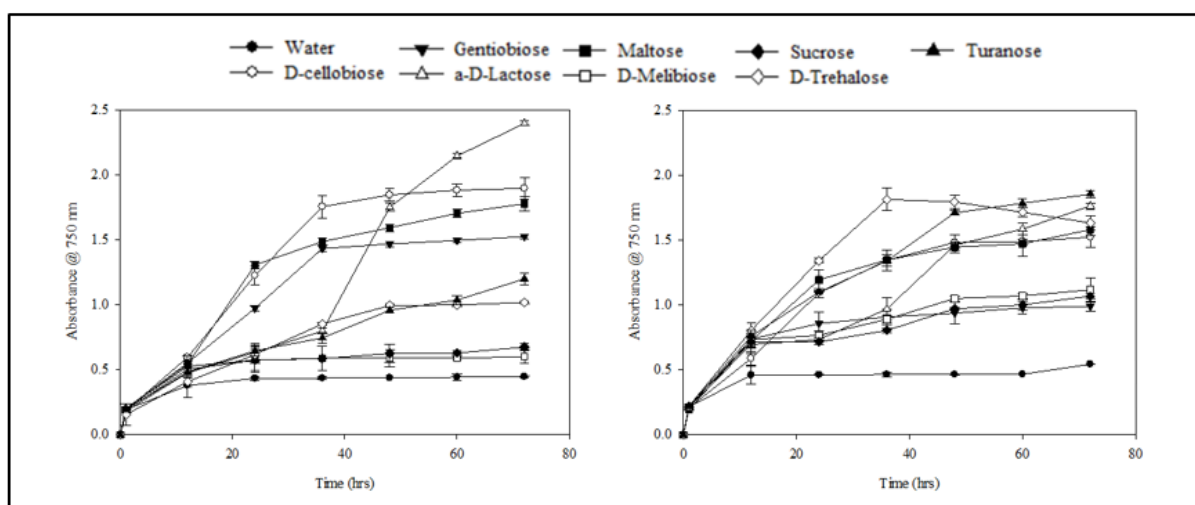 Water Gentiobiose Maltose Sucrose Turanose
D-cellobiose a-D-Lactose D-Melibiose D-Trehalose
2.5
2.0
1.5
1.0
0.5
0.0
Absorbance @ 750 nm
0 20 40 60 80
Time (hrs)
2.5
2.0
1.5
1.0
0.5
0.0
Absorbance @ 750 nm
0 20 40 60 80
Time (hrs)